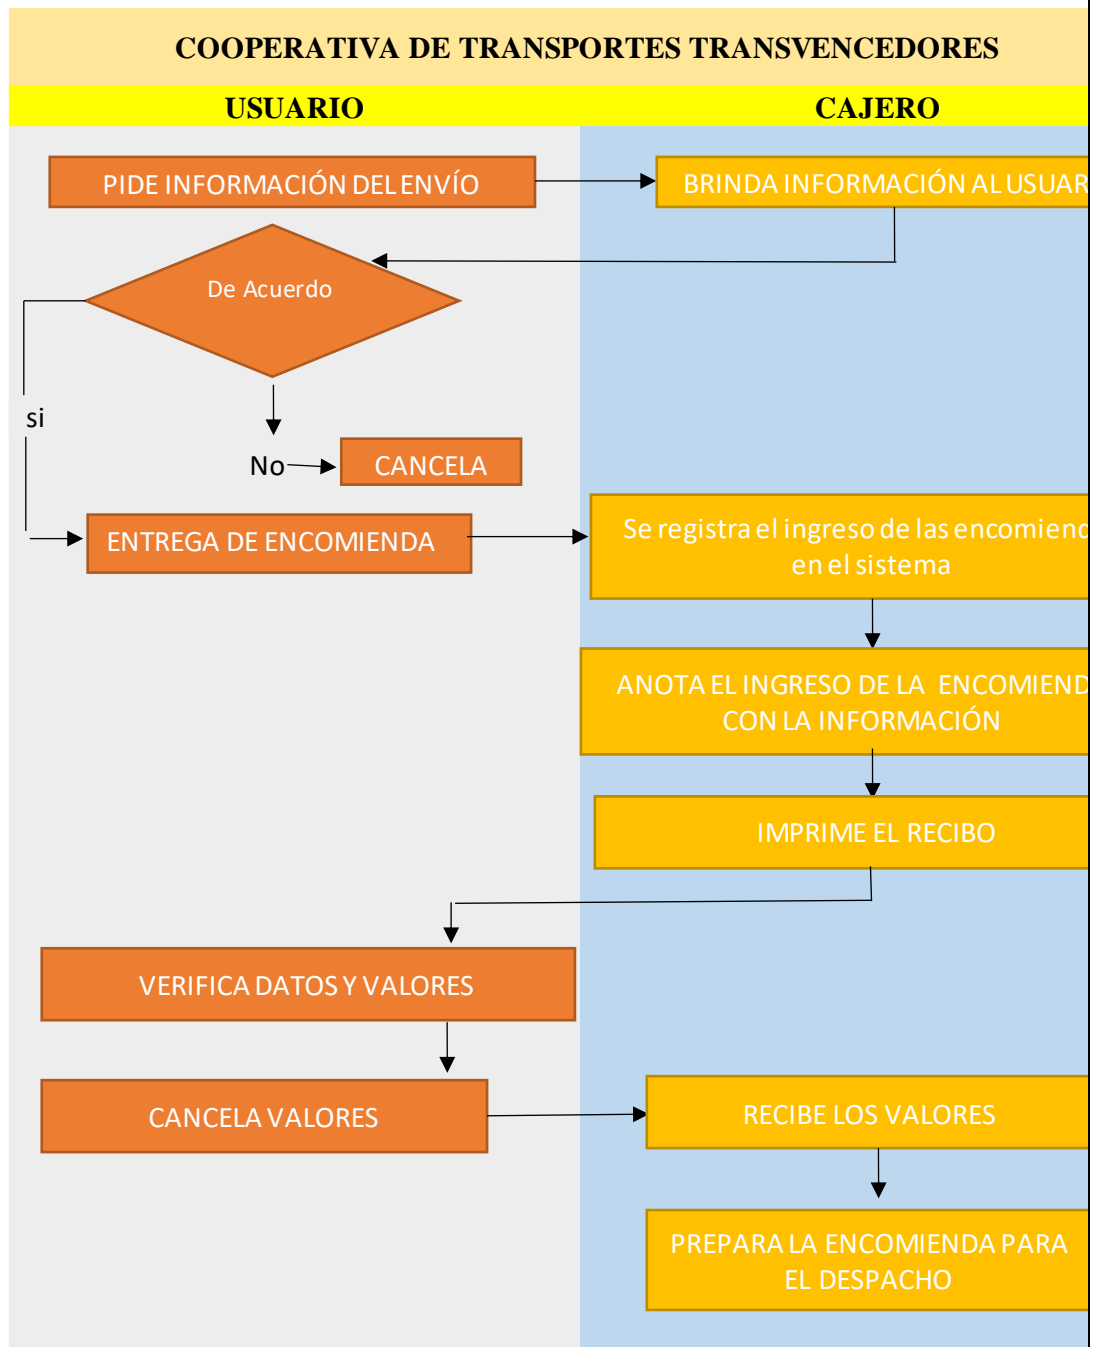 COOPERATIVA DE TRANSPORTES TRANSVENCEDORES
USUARIO
CAJERO
PIDE INFORMACIÓN DEL ENVÍO
BRINDA INFORMACIÓN AL USUAR
De Acuerdo
si
No
CANCELA
ENTREGA DE ENCOMIENDA
Se registra el ingreso de las encomiend
en el sistema
ANOTA EL INGRESO DE LA ENCOMIEND
CON LA INFORMACIÓN
IMPRIME EL RECIBO
VERIFICA DATOS Y VALORES
CANCELA VALORES
RECIBE LOS VALORES
PREPARA LA ENCOMIENDA PARA
EL DESPACHO